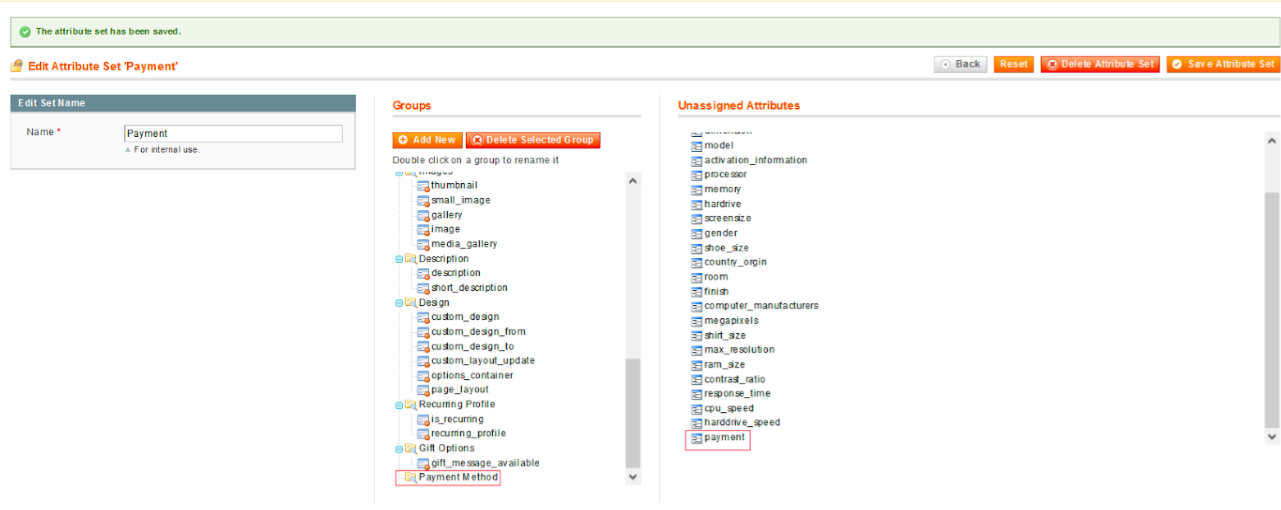 The attribute set has been saved.
Edit Attribute Set 'Payment'
Back Reset Delete Attribute Set Save Attribute Set
Edit Set Name
Name *
Payment
For internal use.
Groups
Add New Delete Selected Group
Double click on a group to rename it
Images
thumbnail
small_image
gallery
image
media_gallery
Description
description
short_description
Design
custom_design
custom_design_from
custom_design_to
custom_layout_update
options_container
page_layout
Recurring Profile
is_recurring
recurring_profile
Gift Options
gift_message_available
Payment Method
Unassigned Attributes
model
activation_information
processor
memory
hardrive
screensize
gender
shoe_size
country_orgin
room
finish
computer_manufacturers
megapixels
shirt_size
max_resolution
ram_size
contrast_ratio
response_time
cpu_speed
harddrive_speed
payment